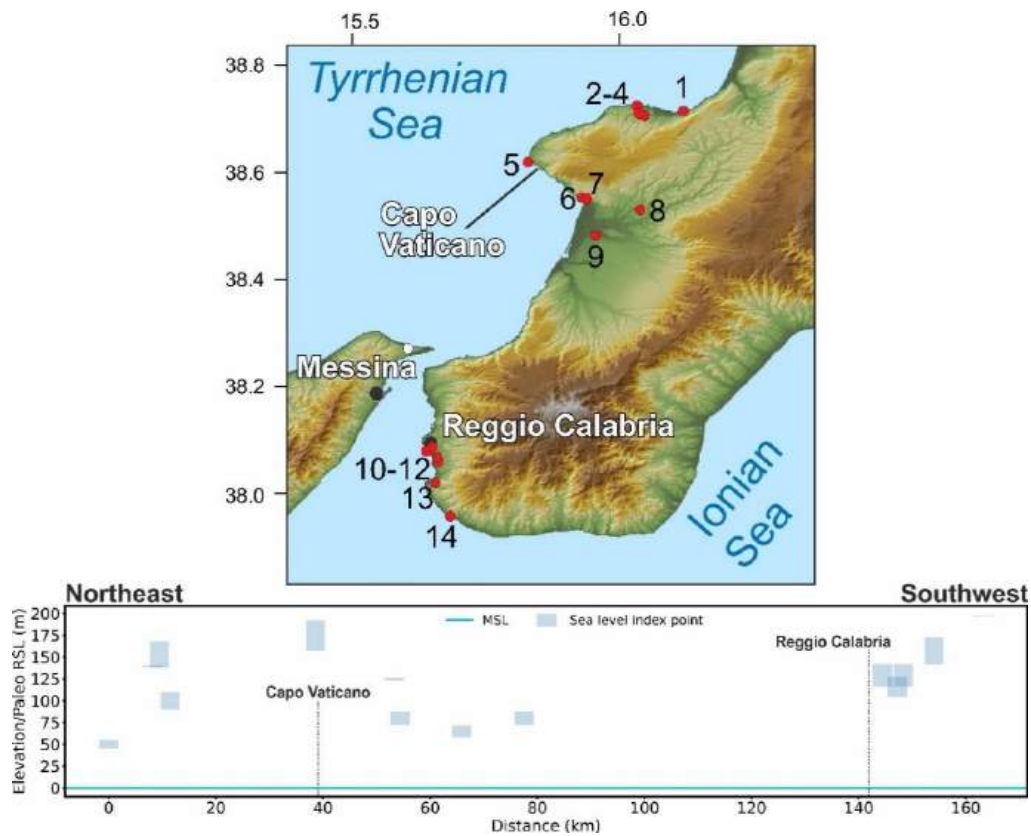 15.5 16.0
38.8
38.6
38.4
38.2
38.0
Tyrrhenian
Sea
2-4 1
5
6 7
8
9
Capo
Vaticano
Messina
Reggio Calabria
10-12
13
14
Ionian
Sea
Northeast Southwest
Elevation/Paleo RSL (m)
200
175
150
125
100
75
50
25
0
MSL Sea level index point
Reggio Calabria
Capo Vaticano
0 20 40 60 80 100 120 140 160
Distance (km)